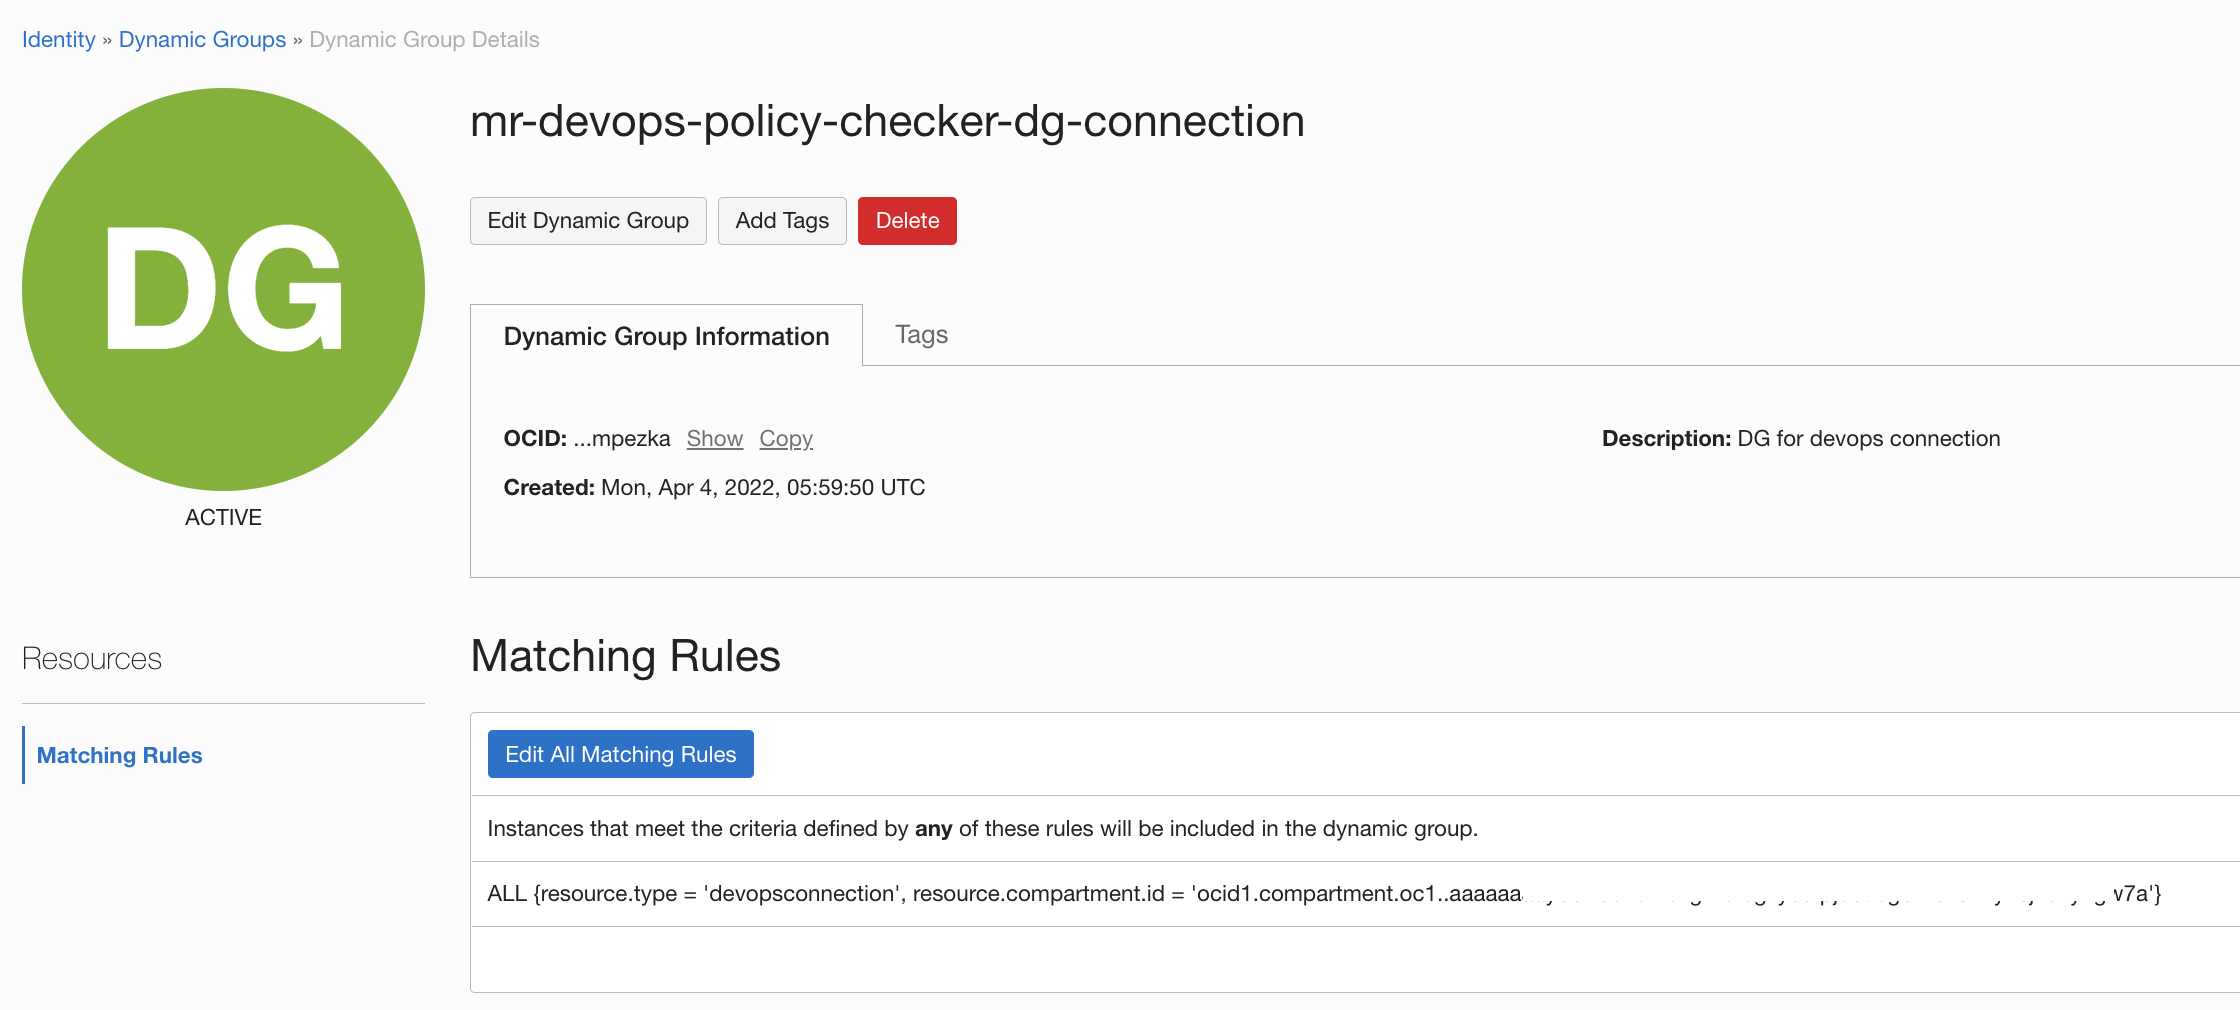 Identity » Dynamic Groups » Dynamic Group Details
DG
ACTIVE
mr-devops-policy-checker-dg-connection
Edit Dynamic Group Add Tags Delete
Dynamic Group Information Tags
OCID: ...mpezka Show Copy
Description: DG for devops connection
Created: Mon, Apr 4, 2022, 05:59:50 UTC
Resources
Matching Rules
Matching Rules
Edit All Matching Rules
Instances that meet the criteria defined by any of these rules will be included in the dynamic group.
ALL {resource.type = 'devopsconnection', resource.compartment.id = 'ocid1.compartment.oc1..aaaaaa v7a'}